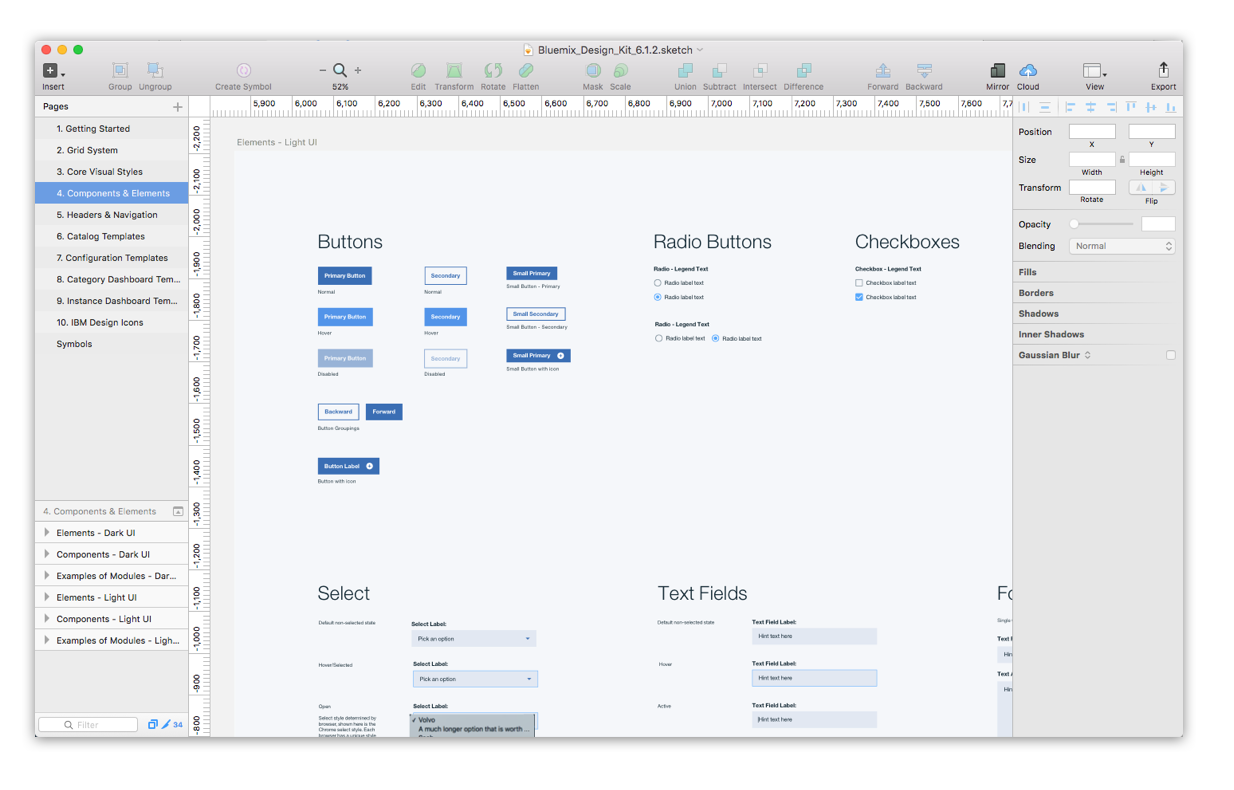 Bluemix_Design_Kit_6.1.2.sketch
Insert Group Ungroup Create Symbol 52% Edit Transform Rotate Flatten Mask Scale Union Subtract Intersect Difference Forward Backward Mirror Cloud View Export
Pages
1. Getting Started
2. Grid System
3. Core Visual Styles
4. Components & Elements
5. Headers & Navigation
6. Catalog Templates
7. Configuration Templates
8. Category Dashboard Tem...
9. Instance Dashboard Tem...
10. IBM Design Icons
Symbols
4. Components & Elements
Elements - Dark UI
Components - Dark UI
Examples of Modules - Dar...
Elements - Light UI
Components - Light UI
Examples of Modules - Ligh...
Filter
34
5,900 6,000 6,100 6,200 6,300 6,400 6,500 6,600 6,700 6,800 6,900 7,000 7,100 7,200 7,300 7,400 7,500 7,600 7,7
-2,200
-2,100
-2,000
-1,900
-1,800
-1,700
-1,600
-1,500
-1,400
-1,300
-1,200
-1,100
-1,000
-900
-800
Elements - Light UI
Buttons
Primary Button Secondary Small Primary
Normal Normal Small Button - Primary
Primary Button Secondary Small Secondary
Hover Hover Small Button - Secondary
Primary Button Secondary Small Primary
Disabled Disabled Small Button with icon
Backward Forward
Button Groupings
Button Label
Button with icon
Radio Buttons
Radio - Legend Text
Radio label text
Radio label text
Radio - Legend Text
Radio label text Radio label text
Checkboxes
Checkbox - Legend Text
Checkbox label text
Checkbox label text
Select
Default non-selected state Select Label:
Pick an option
Hover/Selected Select Label:
Pick an option
Open Select Label:
Select style determined by
browser, shown here is the
Chrome select style. Each
browser has a unique style
✓ Volvo
A much longer option that is worth ...
Text Fields
Default non-selected state Text Field Label:
Hint text here
Hover Text Field Label:
Hint text here
Active Text Field Label:
Hint text here
Fo
Single
Text F
Hin
Text A
Hin
Position
X Y
Size
Width Height
Transform
Rotate Flip
Opacity
Blending Normal
Fills
Borders
Shadows
Inner Shadows
Gaussian Blur